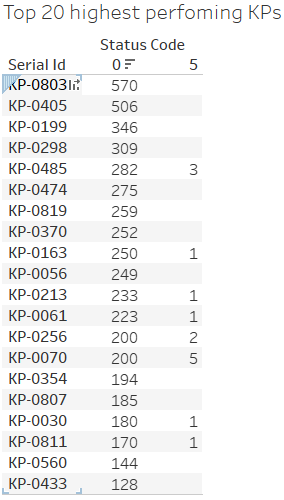 Top 20 highest perfoming KPs
Status Code
Serial Id 0 5
KP-0803 570
KP-0405 506
KP-0199 346
KP-0298 309
KP-0485 282 3
KP-0474 275
KP-0819 259
KP-0370 252
KP-0163 250 1
KP-0056 249
KP-0213 233 1
KP-0061 223 1
KP-0256 200 2
KP-0070 200 5
KP-0354 194
KP-0807 185
KP-0030 180 1
KP-0811 170 1
KP-0560 144
KP-0433 128